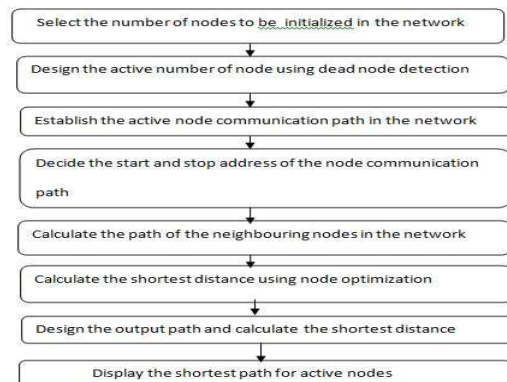 Select the number of nodes to be initialized in the network
Design the active number of node using dead node detection
Establish the active node communication path in the network
Decide the start and stop address of the node communication
path
Calculate the path of the neighbouring nodes in the network
Calculate the shortest distance using node optimization
Design the output path and calculate the shortest distance
Display the shortest path for active nodes